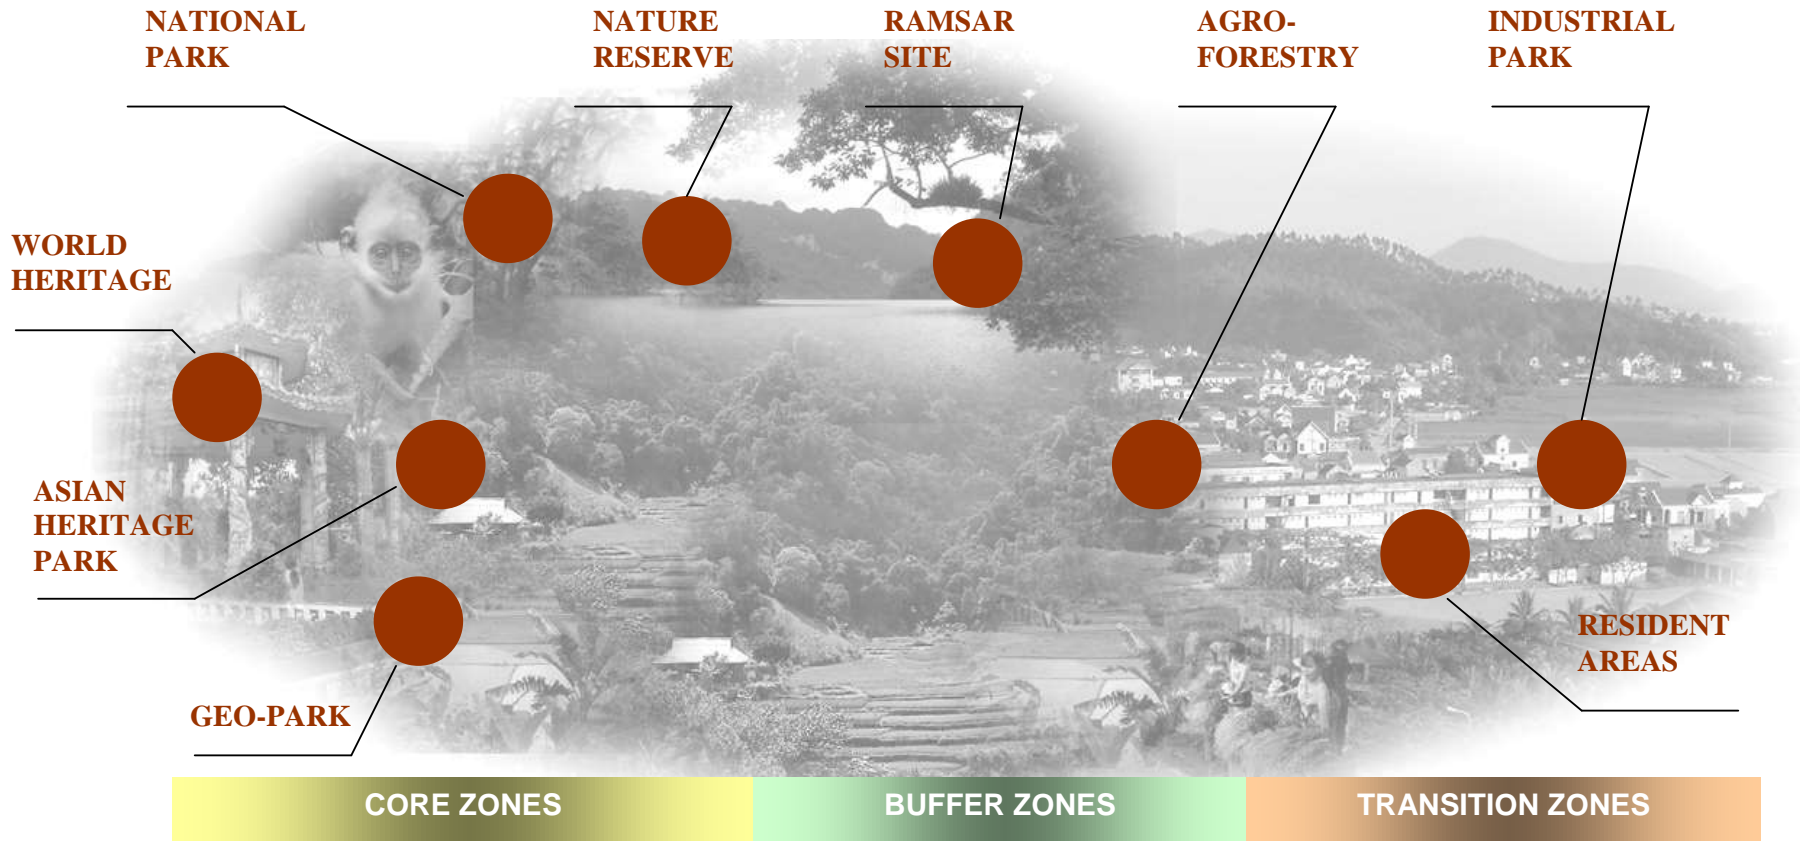 NATIONAL
PARK
NATURE
RESERVE
RAMSAR
SITE
AGRO-
FORESTRY
INDUSTRIAL
PARK
WORLD
HERITAGE
ASIAN
HERITAGE
PARK
RESIDENT
AREAS
GEO-PARK
CORE ZONES
BUFFER ZONES
TRANSITION ZONES